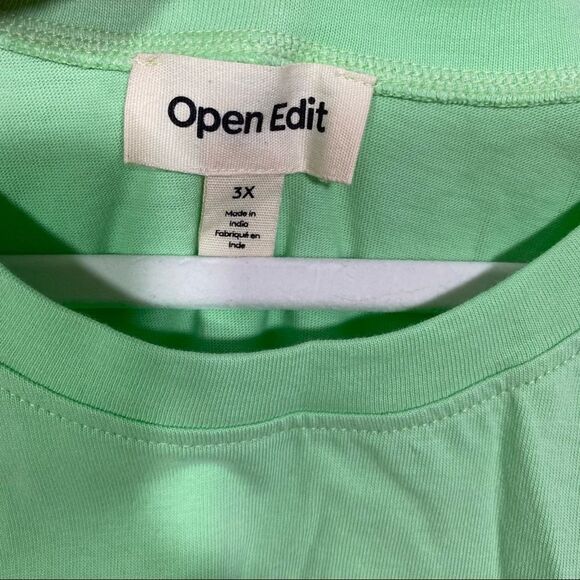 Open Edit
3X
Made in
India
Fabriqué en
Inde